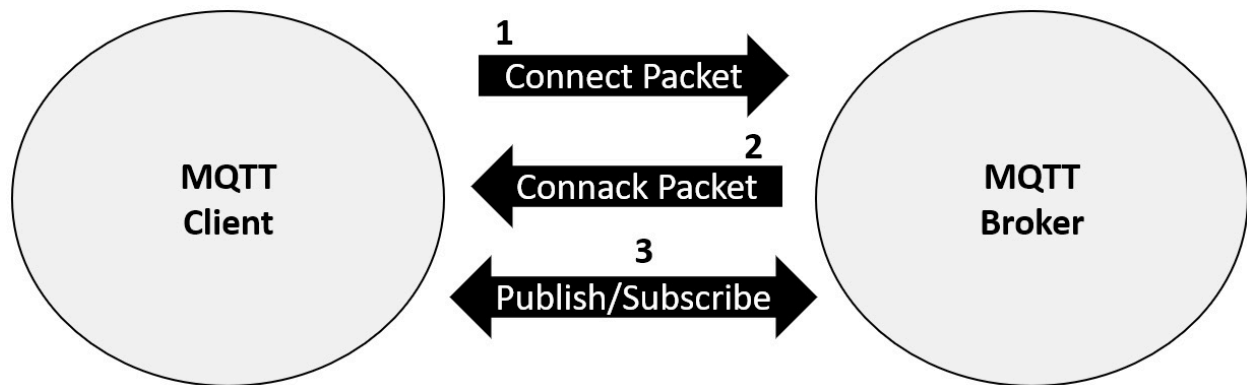 1
Connect Packet
MQTT
Client
2
Connack Packet
MQTT
Broker
3
Publish/Subscribe